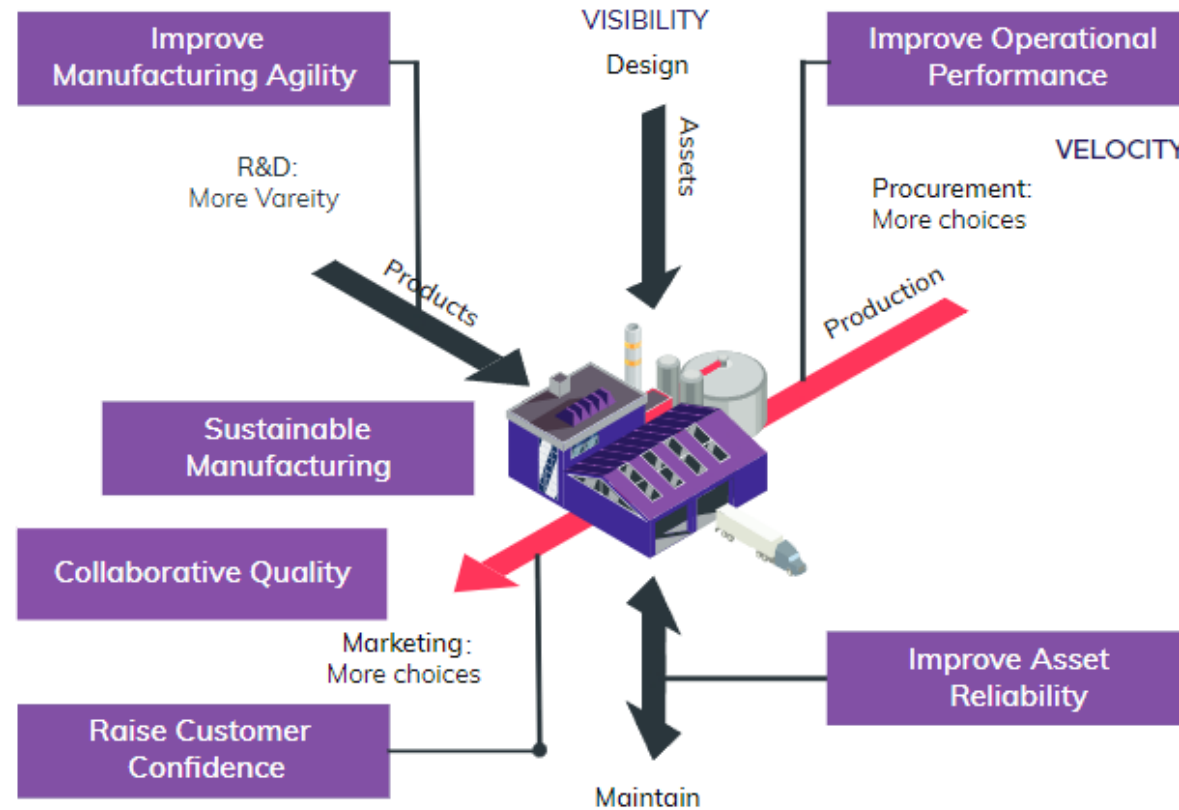 VISIBILITY
Design
Assets
Improve
Manufacturing Agility
Improve Operational
Performance
VELOCITY
R&D:
More Vareity
Procurement:
More choices
Products
Production
Sustainable
Manufacturing
Collaborative Quality
Marketing:
More choices
Improve Asset
Reliability
Raise Customer
Confidence
Maintain